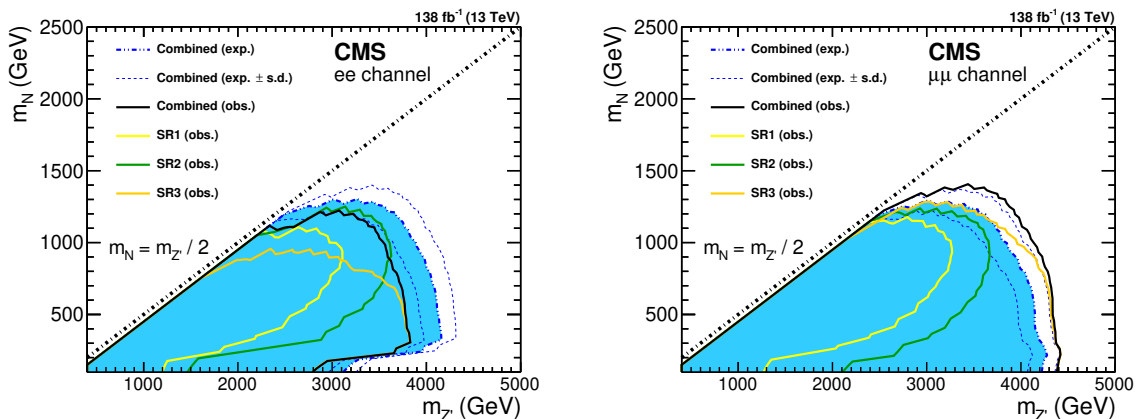 138 fb⁻¹ (13 TeV)
m_N (GeV)
2500
2000
1500
1000
500
Combined (exp.)
Combined (exp. ± s.d.)
Combined (obs.)
SR1 (obs.)
SR2 (obs.)
SR3 (obs.)
CMS
ee channel
m_N = m_Z' / 2
1000 2000 3000 4000 5000
m_Z' (GeV)
138 fb⁻¹ (13 TeV)
m_N (GeV)
2500
2000
1500
1000
500
Combined (exp.)
Combined (exp. ± s.d.)
Combined (obs.)
SR1 (obs.)
SR2 (obs.)
SR3 (obs.)
CMS
μμ channel
m_N = m_Z' / 2
1000 2000 3000 4000 5000
m_Z' (GeV)